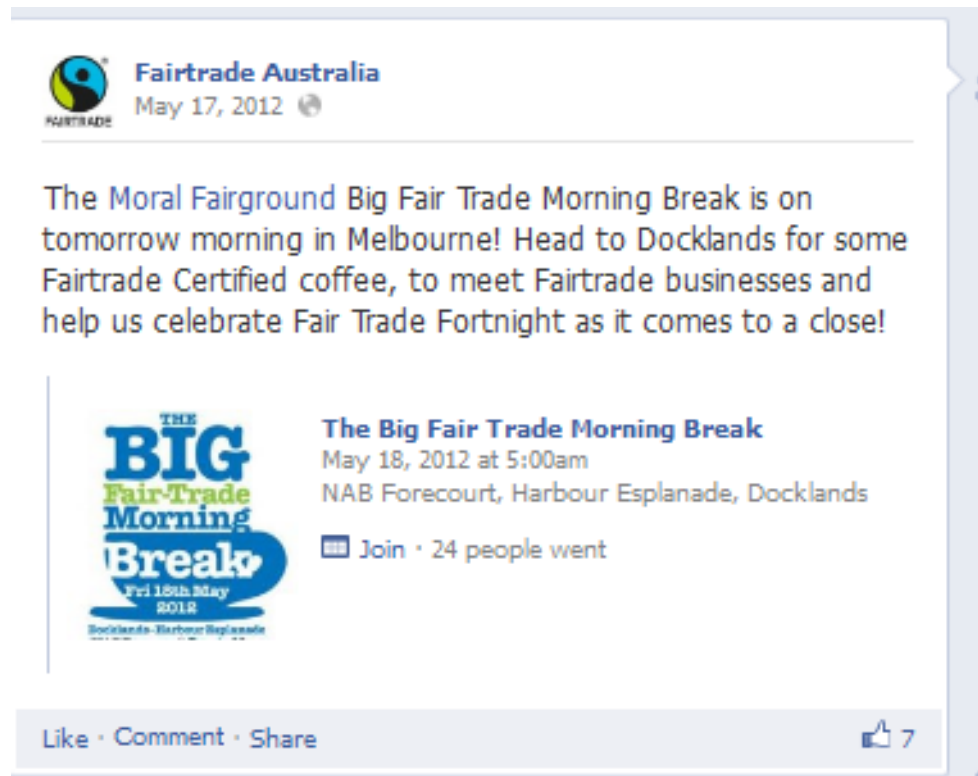 Fairtrade Australia
May 17, 2012
FAIRTRADE
The Moral Fairground Big Fair Trade Morning Break is on
tomorrow morning in Melbourne! Head to Docklands for some
Fairtrade Certified coffee, to meet Fairtrade businesses and
help us celebrate Fair Trade Fortnight as it comes to a close!
THE
BIG
Fair-Trade
Morning
Break
Fri 18th May
2012
Docklands-Harbour Esplanade
The Big Fair Trade Morning Break
May 18, 2012 at 5:00am
NAB Forecourt, Harbour Esplanade, Docklands
Join · 24 people went
Like · Comment · Share
7